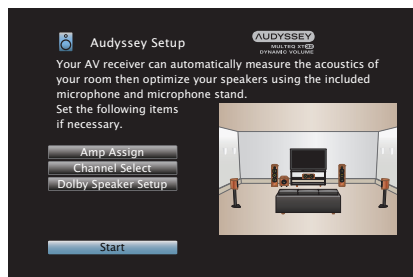 Audyssey Setup
AUDYSSEY
MULTEQ XT32
DYNAMIC VOLUME
Your AV receiver can automatically measure the acoustics of
your room then optimize your speakers using the included
microphone and microphone stand.
Set the following items
if necessary.
Amp Assign
Channel Select
Dolby Speaker Setup
Start